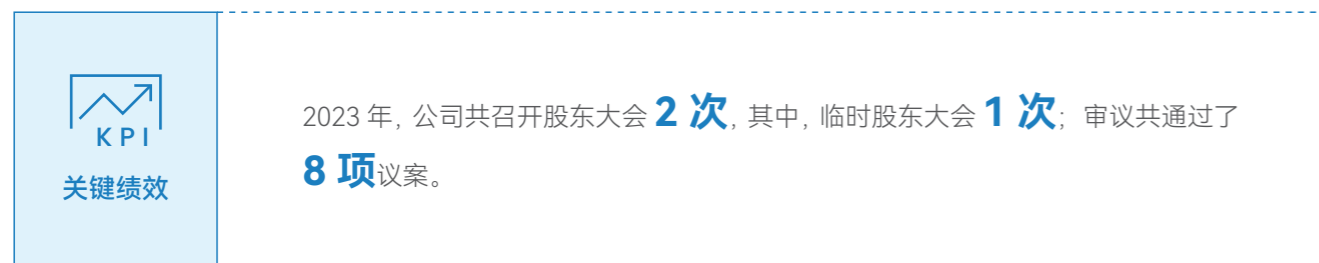 KPI
关键绩效
2023 年, 公司共召开股东大会 2 次, 其中, 临时股东大会 1 次; 审议共通过了
8 项议案。